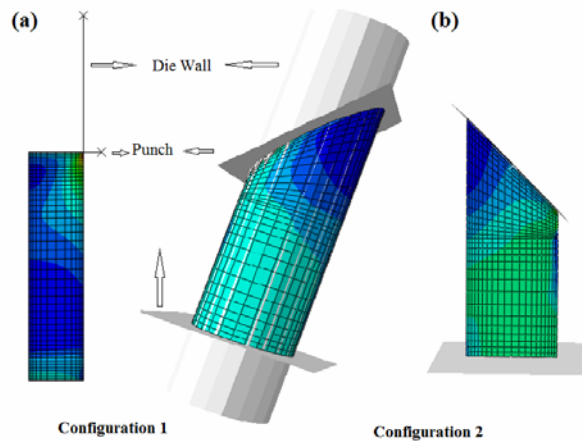 (a)
(b)
Die Wall
Punch
Configuration 1
Configuration 2